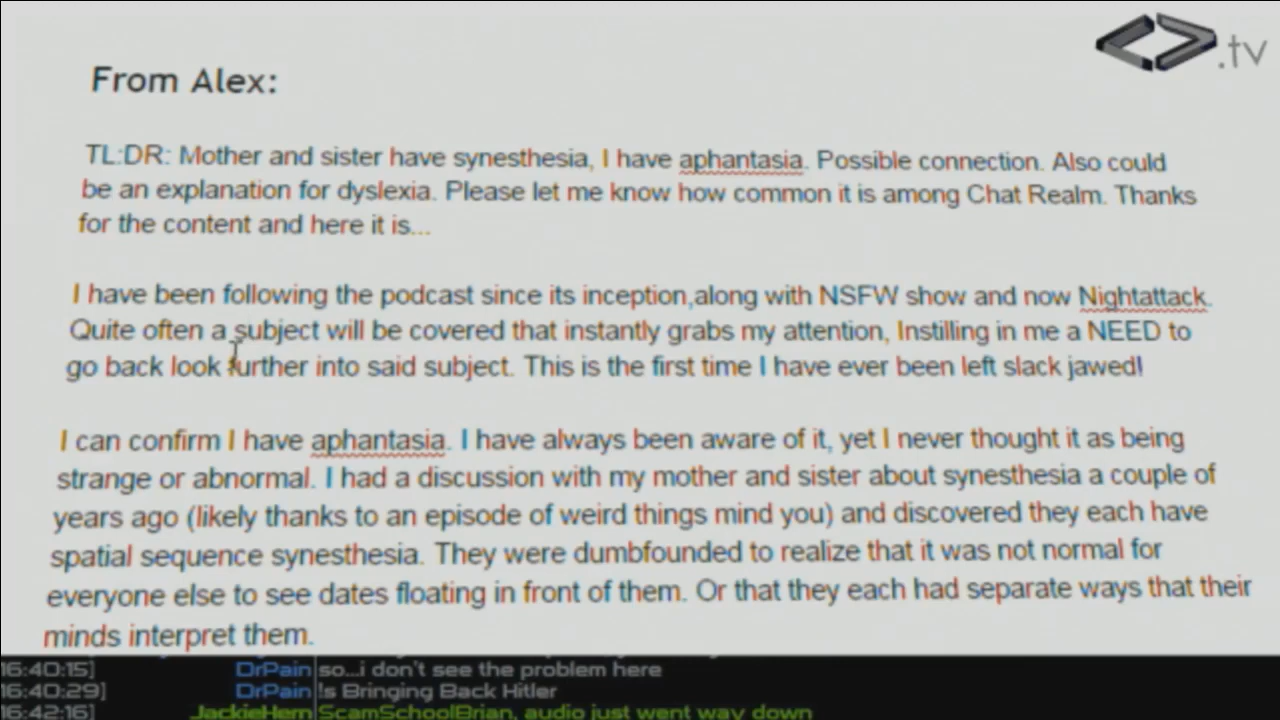 .tv
From Alex:
TL:DR: Mother and sister have synesthesia, I have aphantasia. Possible connection. Also could
be an explanation for dyslexia. Please let me know how common it is among Chat Realm. Thanks
for the content and here it is...
I have been following the podcast since its inception,along with NSFW show and now Nightattack.
Quite often a subject will be covered that instantly grabs my attention, Instilling in me a NEED to
go back look further into said subject. This is the first time I have ever been left slack jawed!
I can confirm I have aphantasia. I have always been aware of it, yet I never thought it as being
strange or abnormal. I had a discussion with my mother and sister about synesthesia a couple of
years ago (likely thanks to an episode of weird things mind you) and discovered they each have
spatial sequence synesthesia. They were dumbfounded to realize that it was not normal for
everyone else to see dates floating in front of them. Or that they each had separate ways that their
minds interpret them.
16:40:15] DrPain so...i don't see the problem here
16:40:29] DrPain !s Bringing Back Hitler
16:42:16] JackieHern ScamSchoolBrian, audio just went way down